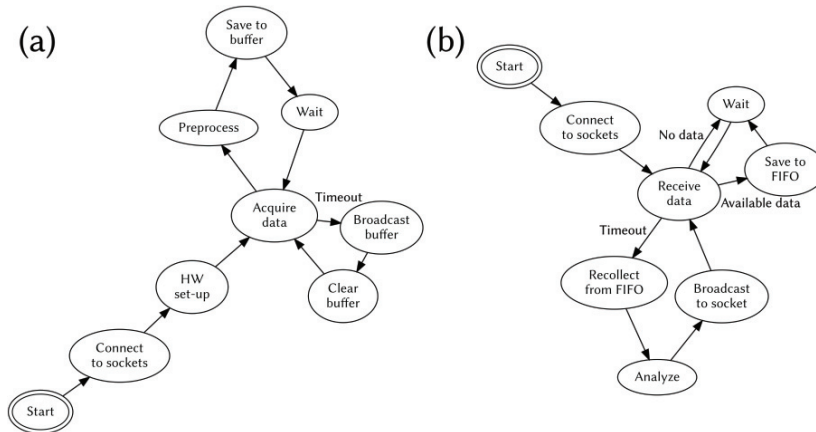 (a)
Save to
buffer
Preprocess
Wait
Acquire
data
Timeout
Broadcast
buffer
Clear
buffer
HW
set-up
Connect
to sockets
Start
(b)
Start
Connect
to sockets
Wait
No data
Save to
FIFO
Receive
data
Available data
Timeout
Recollect
from FIFO
Broadcast
to socket
Analyze